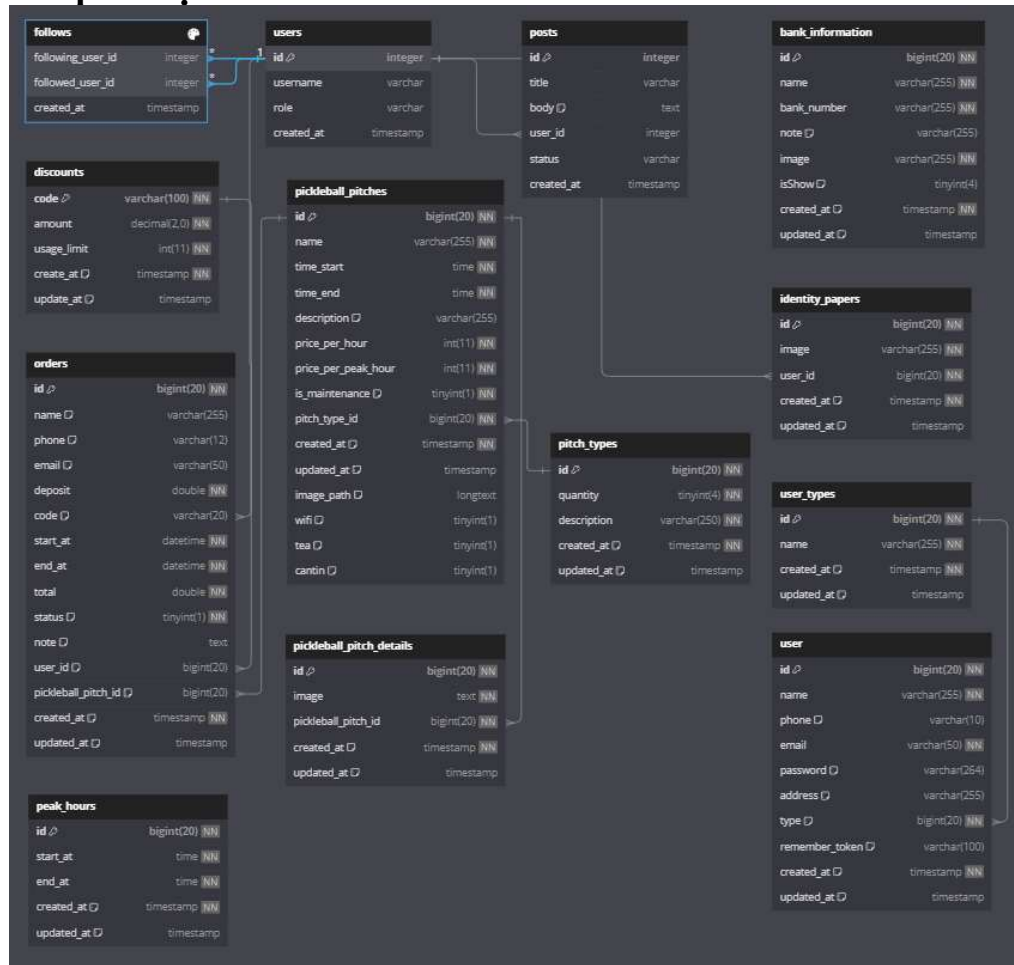 follows
following_user_id integer *
followed_user_id integer *
created_at timestamp
users
1 id integer
username varchar
role varchar
created_at timestamp
posts
id integer
title varchar
body text
user_id integer
status varchar
created_at timestamp
bank_information
id bigint(20) NN
name varchar(255) NN
bank_number varchar(255) NN
note varchar(255)
image varchar(255) NN
isShow tinyint(4)
created_at timestamp NN
updated_at timestamp
discounts
code varchar(100) NN
amount decimal(2,0) NN
usage_limit int(11) NN
create_at timestamp NN
update_at timestamp
pickleball_pitches
id bigint(20) NN
name varchar(255) NN
time_start time NN
time_end time NN
description varchar(255)
price_per_hour int(11) NN
price_per_peak_hour int(11) NN
is_maintenance tinyint(1) NN
pitch_type_id bigint(20) NN
created_at timestamp NN
updated_at timestamp
image_path longtext
wifi tinyint(1)
tea tinyint(1)
cantin tinyint(1)
identity_papers
id bigint(20) NN
image varchar(255) NN
user_id bigint(20) NN
created_at timestamp NN
updated_at timestamp
orders
id bigint(20) NN
name varchar(255)
phone varchar(12)
email varchar(50)
deposit double NN
code varchar(20)
start_at datetime NN
end_at datetime NN
total double NN
status tinyint(1) NN
note text
user_id bigint(20)
pickleball_pitch_id bigint(20)
created_at timestamp NN
updated_at timestamp
pitch_types
id bigint(20) NN
quantity tinyint(4) NN
description varchar(250) NN
created_at timestamp NN
updated_at timestamp
user_types
id bigint(20) NN
name varchar(255) NN
created_at timestamp NN
updated_at timestamp
pickleball_pitch_details
id bigint(20) NN
image text NN
pickleball_pitch_id bigint(20) NN
created_at timestamp NN
updated_at timestamp
user
id bigint(20) NN
name varchar(255) NN
phone varchar(10)
email varchar(50) NN
password varchar(264)
address varchar(255)
type bigint(20) NN
remember_token varchar(100)
created_at timestamp NN
updated_at timestamp
peak_hours
id bigint(20) NN
start_at time NN
end_at time NN
created_at timestamp NN
updated_at timestamp